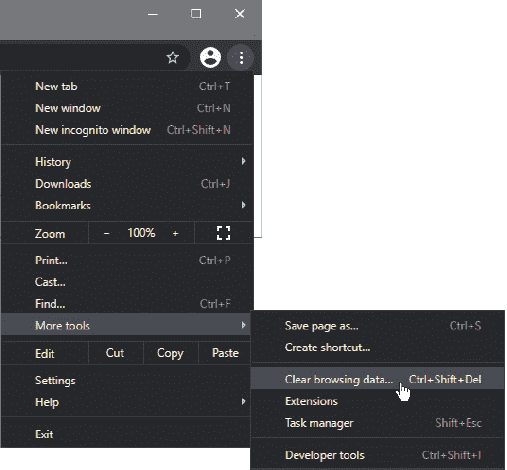 New tab Ctrl+T
New window Ctrl+N
New incognito window Ctrl+Shift+N
History
Downloads Ctrl+J
Bookmarks
Zoom - 100% +
Print... Ctrl+P
Cast...
Find... Ctrl+F
More tools
Edit Cut Copy Paste
Settings
Help
Exit
Save page as... Ctrl+S
Create shortcut...
Clear browsing data... Ctrl+Shift+Del
Extensions
Task manager Shift+Esc
Developer tools Ctrl+Shift+I